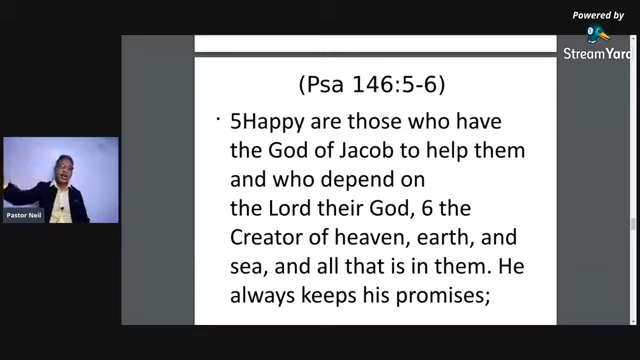 Powered by
StreamYard
(Psa 146:5-6)
• 5Happy are those who have
the God of Jacob to help them
and who depend on
the Lord their God, 6 the
Creator of heaven, earth, and
sea, and all that is in them. He
always keeps his promises;
Pastor Neil